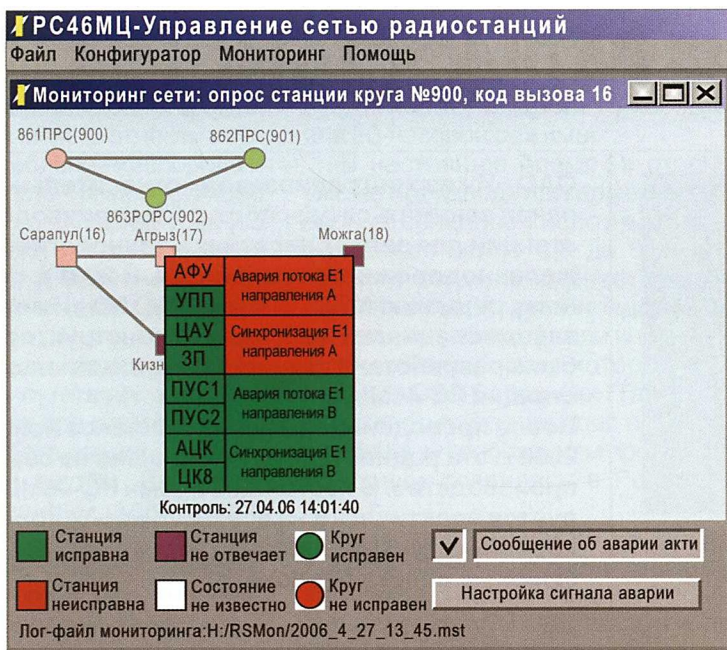 РС46МЦ-Управление сетью радиостанций
Файл Конфигуратор Мониторинг Помощь
Мониторинг сети: опрос станции круга №900, код вызова 16
861ПРС(900)
862ПРС(901)
863РОРС(902)
Сарапул(16)
Агрыз(17)
Можга(18)
Кизн
АФУ
УПП
Авария потока E1
направления А
ЦАУ
ЗП
Синхронизация E1
направления А
ПУС1
ПУС2
Авария потока E1
направления В
АЦК
ЦК8
Синхронизация E1
направления В
Контроль: 27.04.06 14:01:40
Станция
исправна
Станция
не отвечает
Круг
исправен
Сообщение об аварии акти
Станция
неисправна
Состояние
не известно
Круг
не исправен
Настройка сигнала аварии
Лог-файл мониторинга:H:/RSMon/2006_4_27_13_45.mst